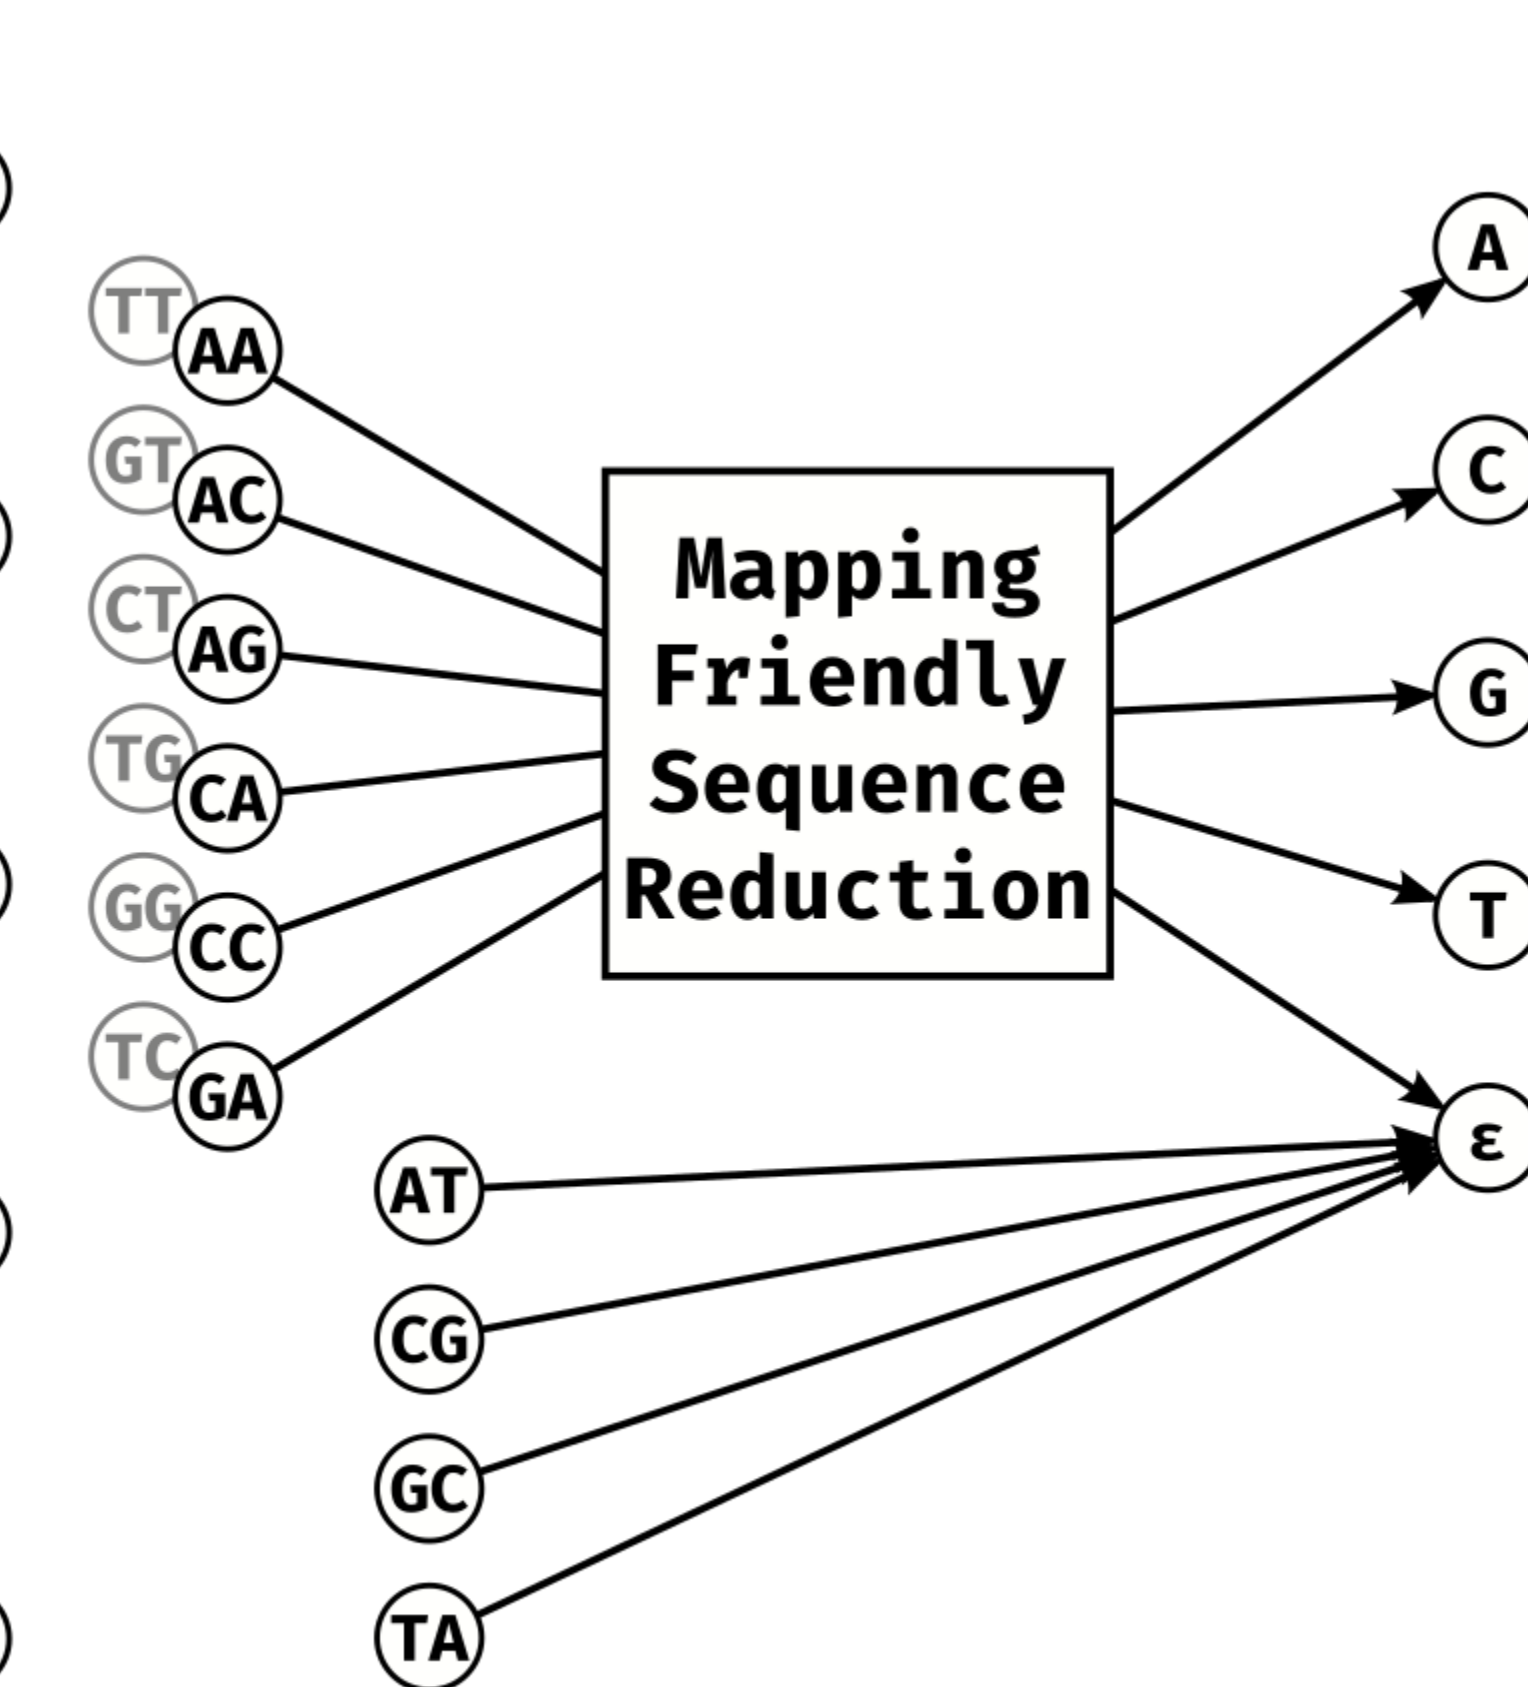 TT
AA
GT
AC
CT
AG
TG
CA
GG
CC
TC
GA
AT
CG
GC
TA
Mapping
Friendly
Sequence
Reduction
A
C
G
T
ε